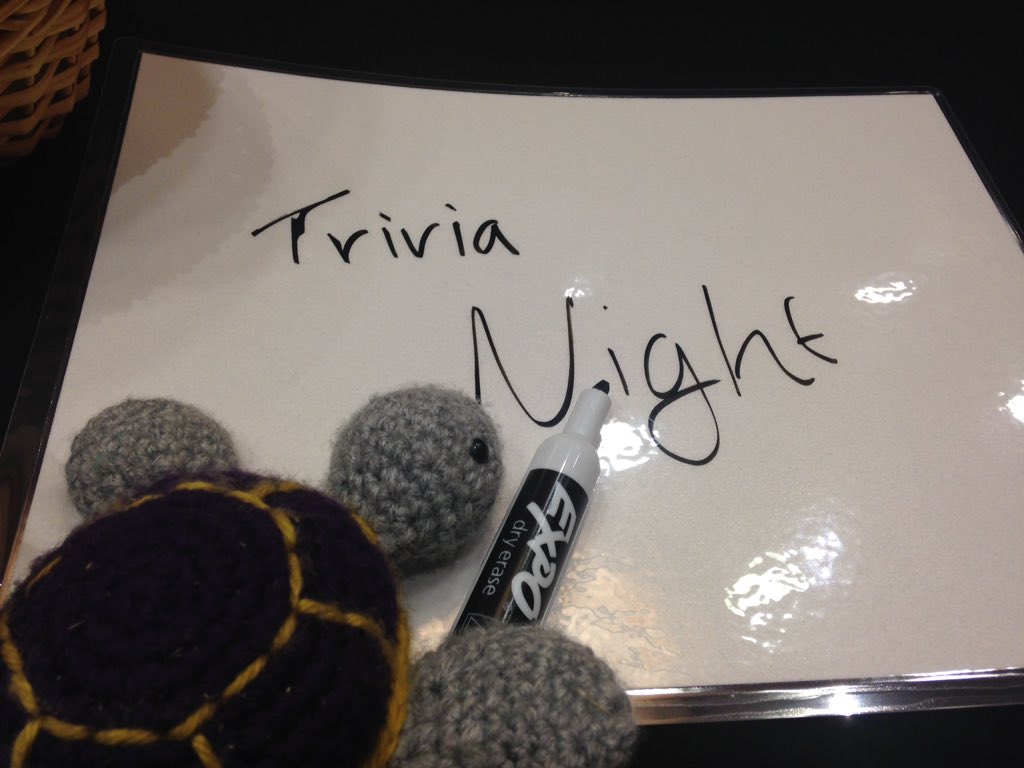 Trivia
Night
EXPO
dry erase